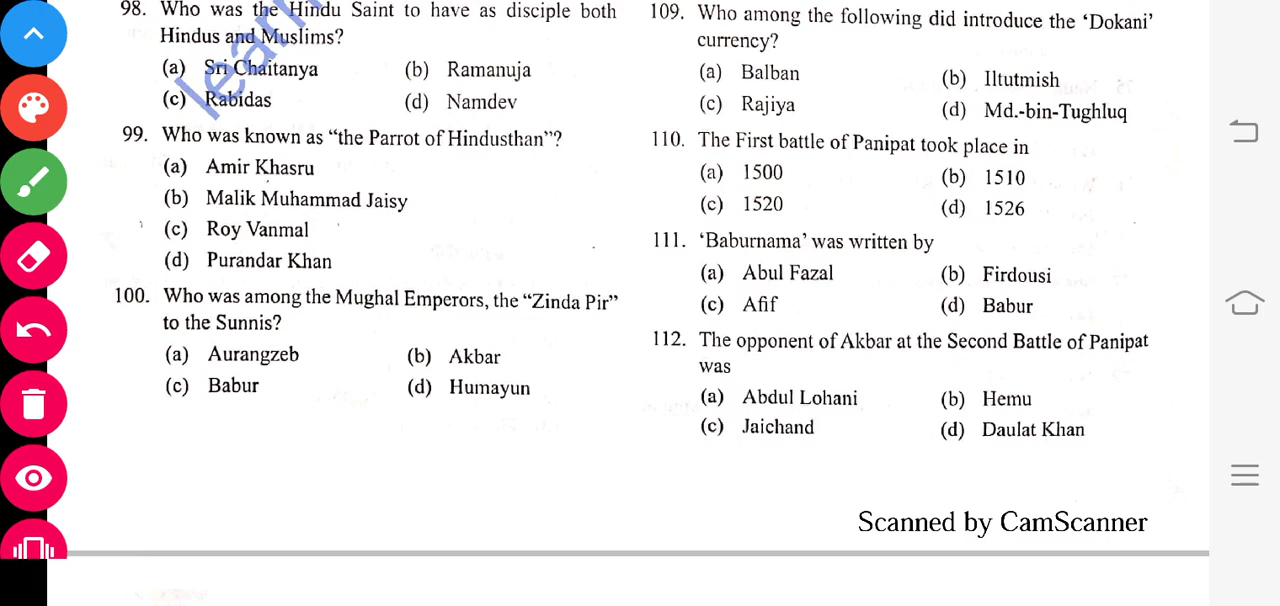 98. Who was the Hindu Saint to have as disciple both
Hindus and Muslims?
(a) Sri Chaitanya (b) Ramanuja
(c) Rabidas (d) Namdev
99. Who was known as “the Parrot of Hindusthan”?
(a) Amir Khasru
(b) Malik Muhammad Jaisy
(c) Roy Vanmal
(d) Purandar Khan
100. Who was among the Mughal Emperors, the “Zinda Pir”
to the Sunnis?
(a) Aurangzeb (b) Akbar
(c) Babur (d) Humayun
learn
109. Who among the following did introduce the ‘Dokani’
currency?
(a) Balban (b) Iltutmish
(c) Rajiya (d) Md.-bin-Tughluq
110. The First battle of Panipat took place in
(a) 1500 (b) 1510
(c) 1520 (d) 1526
111. ‘Baburnama’ was written by
(a) Abul Fazal (b) Firdousi
(c) Afif (d) Babur
112. The opponent of Akbar at the Second Battle of Panipat
was
(a) Abdul Lohani (b) Hemu
(c) Jaichand (d) Daulat Khan
Scanned by CamScanner